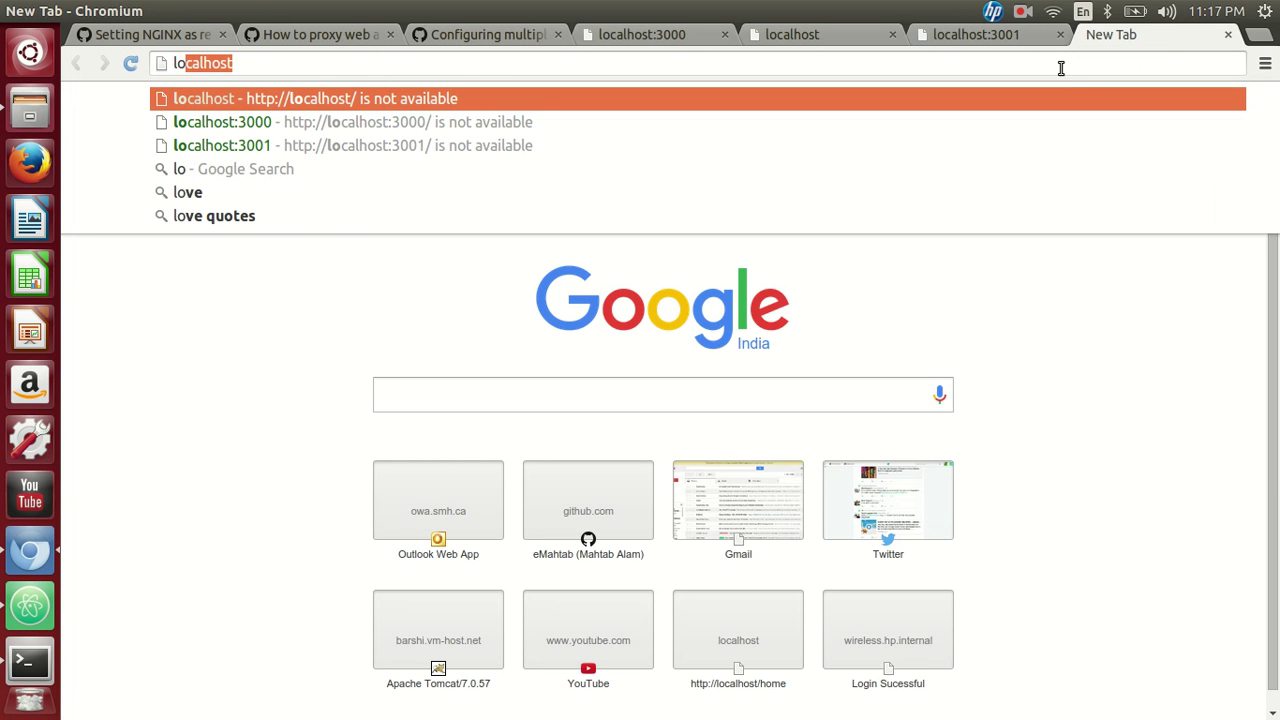 New Tab - Chromium
En
11:17 PM
Setting NGINX as re
How to proxy web a
Configuring multipl
localhost:3000
localhost
localhost:3001
New Tab
localhost
localhost - http://localhost/ is not available
localhost:3000 - http://localhost:3000/ is not available
localhost:3001 - http://localhost:3001/ is not available
lo - Google Search
love
love quotes
Google
India
owa.smh.ca
github.com
Outlook Web App
eMahtab (Mahtab Alam)
Gmail
Twitter
barshi.vm-host.net
www.youtube.com
localhost
wireless.hp.internal
Apache Tomcat/7.0.57
YouTube
http://localhost/home
Login Sucessful
You
Tube